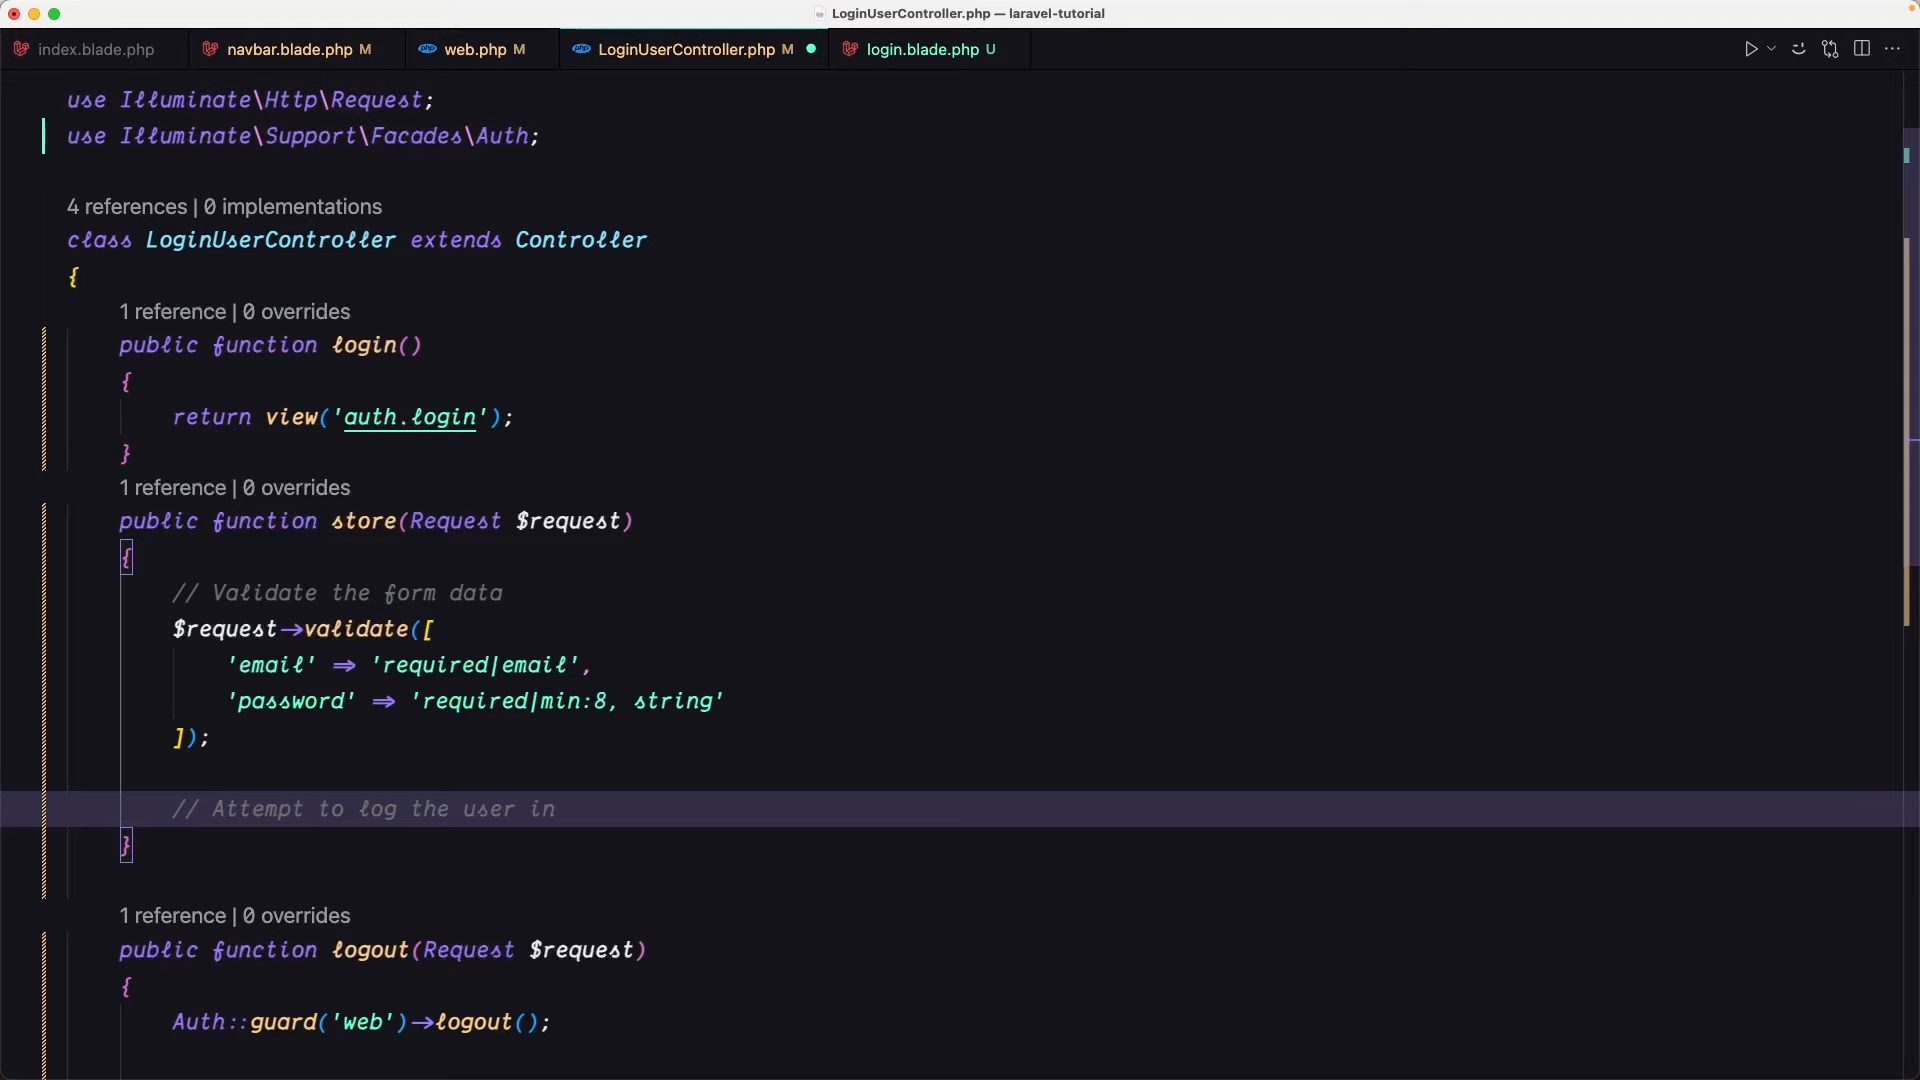 LoginUserController.php — laravel-tutorial
index.blade.php navbar.blade.php M web.php M LoginUserController.php M login.blade.php U
use Illuminate\Http\Request;
use Illuminate\Support\Facades\Auth;
4 references | 0 implementations
class LoginUserController extends Controller
{
1 reference | 0 overrides
public function login()
{
return view('auth.login');
}
1 reference | 0 overrides
public function store(Request $request)
{
// Validate the form data
$request->validate([
'email' => 'required|email',
'password' => 'required|min:8, string'
]);
// Attempt to log the user in
}
1 reference | 0 overrides
public function logout(Request $request)
{
Auth::guard('web')->logout();